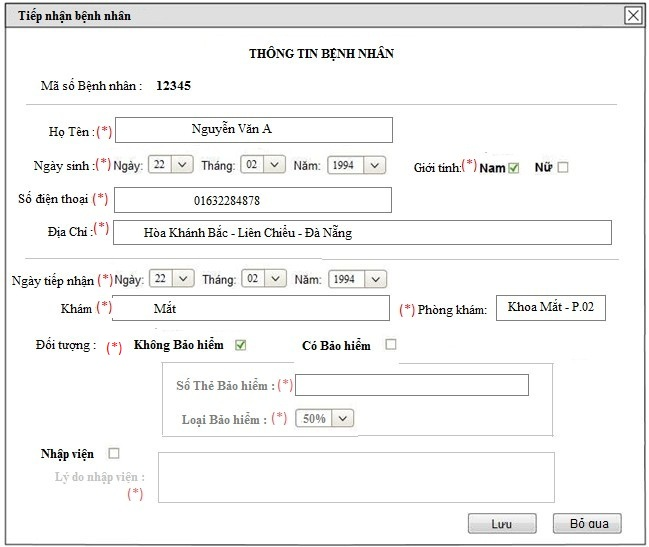 Tiếp nhận bệnh nhân
THÔNG TIN BỆNH NHÂN
Mã số Bệnh nhân : 12345
Họ Tên : (*) Nguyễn Văn A
Ngày sinh : (*) Ngày: 22 Tháng: 02 Năm: 1994 Giới tính: (*) Nam Nữ
Số điện thoại (*) 01632284878
Địa Chỉ : (*) Hòa Khánh Bắc - Liên Chiểu - Đà Nẵng
Ngày tiếp nhận (*) Ngày: 22 Tháng: 02 Năm: 1994
Khám (*) Mắt (*) Phòng khám: Khoa Mắt - P.02
Đối tượng : (*) Không Bảo hiểm Có Bảo hiểm
Số Thẻ Bảo hiểm : (*)
Loại Bảo hiểm : (*) 50%
Nhập viện
Lý do nhập viện :
(*)
Lưu Bỏ qua